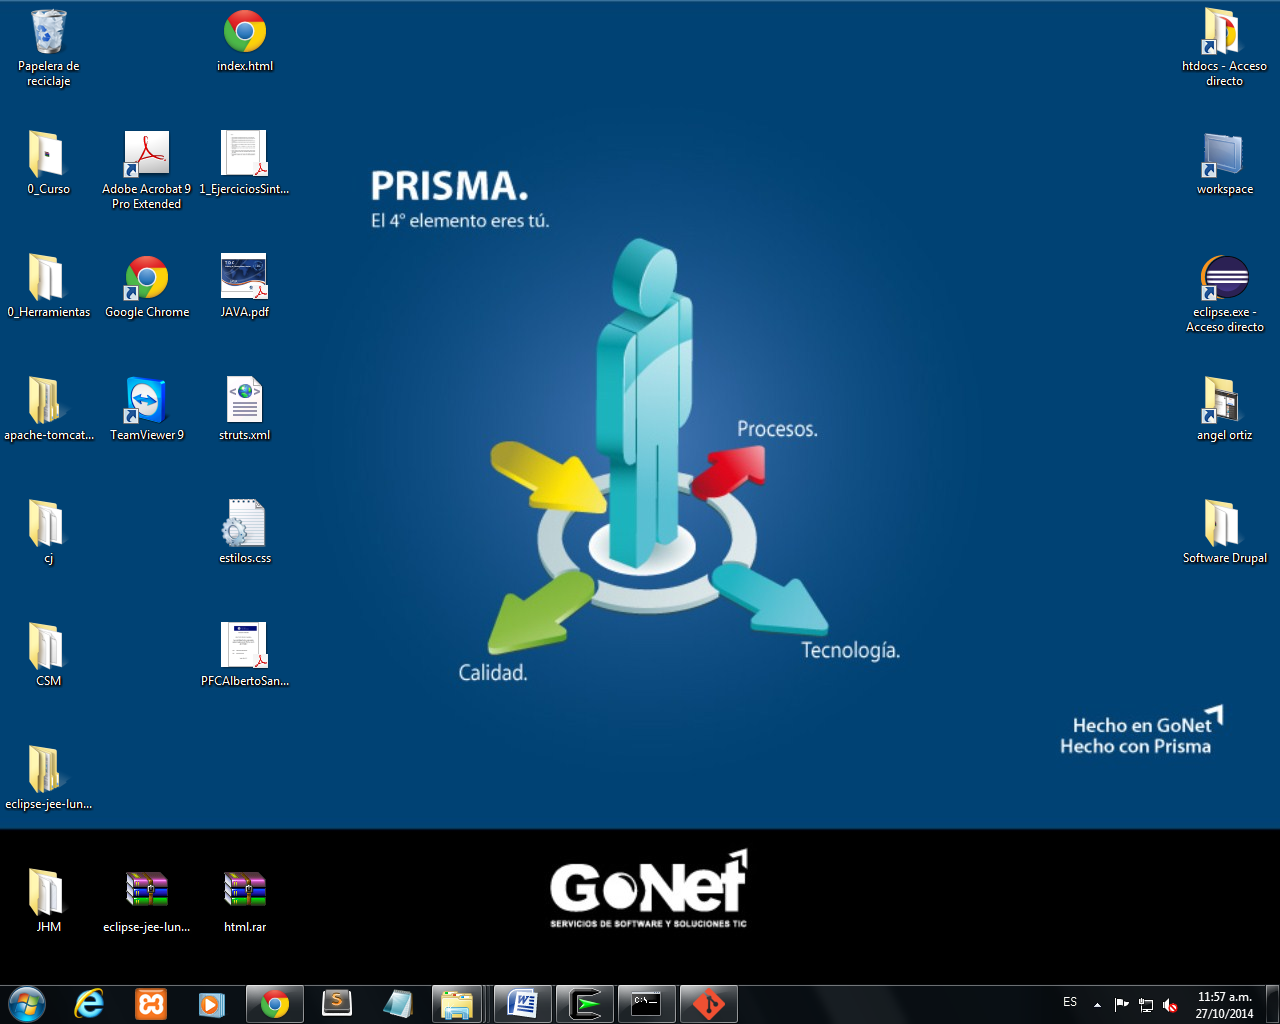 Papelera de
reciclaje
index.html
htdocs - Acceso
directo
0_Curso
Adobe Acrobat 9
Pro Extended
1_EjerciciosSint...
workspace
PRISMA.
El 4° elemento eres tú.
0_Herramientas
Google Chrome
JAVA.pdf
eclipse.exe -
Acceso directo
apache-tomcat...
TeamViewer 9
struts.xml
angel ortiz
Procesos.
cj
estilos.css
Software Drupal
Tecnología.
Calidad.
CSM
PFCAlbertoSan...
Hecho en GoNet
Hecho con Prisma
eclipse-jee-lun...
GoNet
SERVICIOS DE SOFTWARE Y SOLUCIONES TIC
JHM
eclipse-jee-lun...
html.rar
ES
11:57 a.m.
27/10/2014